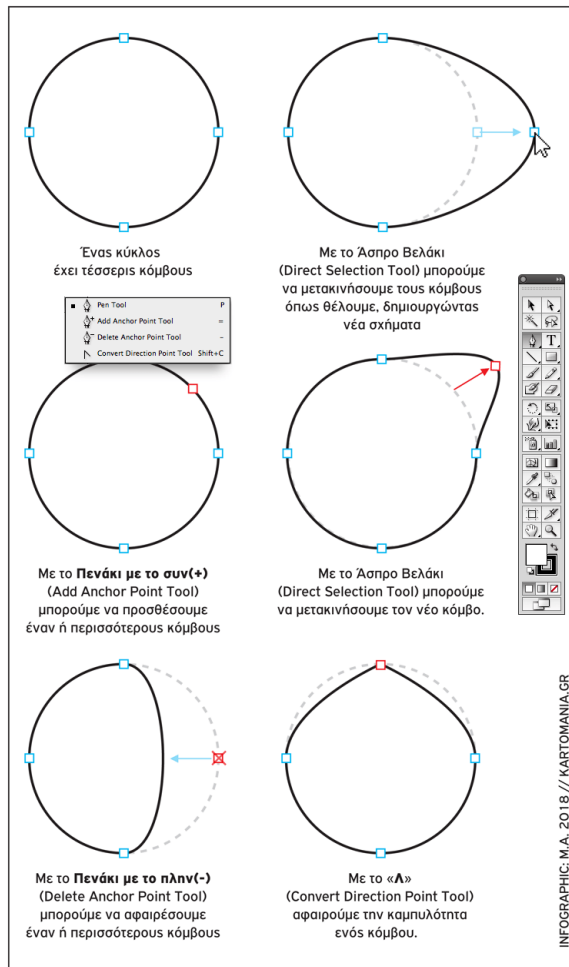 Ένας κύκλος
έχει τέσσερις κόμβους
Με το Άσπρο Βελάκι
(Direct Selection Tool) μπορούμε
να μετακινήσουμε τους κόμβους
όπως θέλουμε, δημιουργώντας
νέα σχήματα
Pen Tool P
Add Anchor Point Tool =
Delete Anchor Point Tool -
Convert Direction Point Tool Shift+C
T
Με το Πενάκι με το συν(+)
(Add Anchor Point Tool)
μπορούμε να προσθέσουμε
έναν ή περισσότερους κόμβους
Με το Άσπρο Βελάκι
(Direct Selection Tool) μπορούμε
να μετακινήσουμε τον νέο κόμβο.
Με το Πενάκι με το πλην(-)
(Delete Anchor Point Tool)
μπορούμε να αφαιρέσουμε
έναν ή περισσότερους κόμβους
Με το «Λ»
(Convert Direction Point Tool)
αφαιρούμε την καμπυλότητα
ενός κόμβου.
INFOGRAPHIC: M.A. 2018 // KARTOMANIA.GR